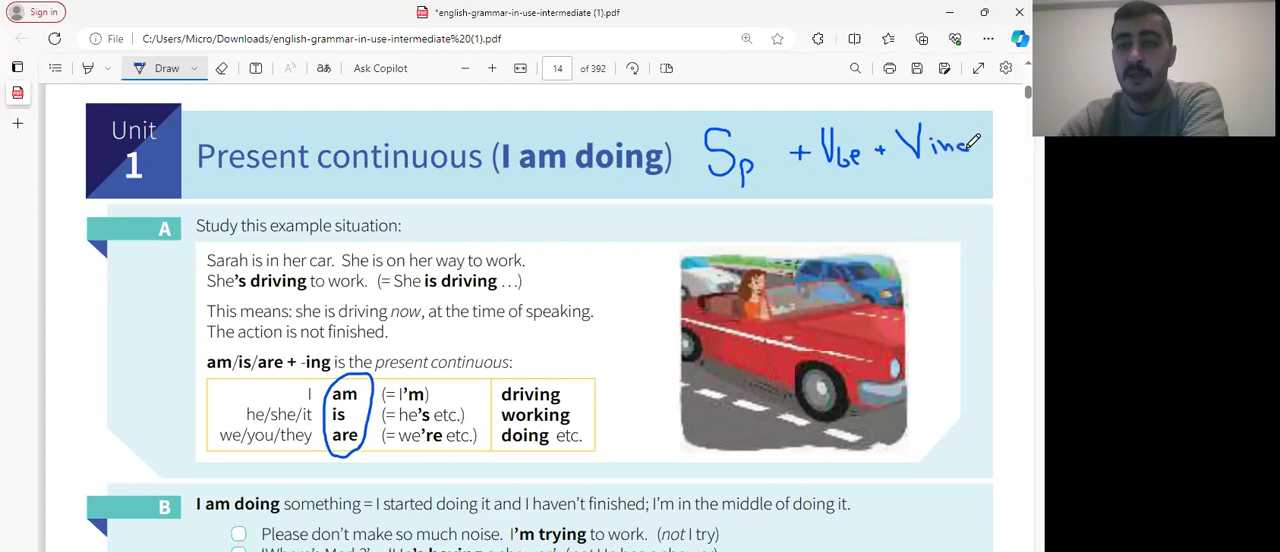 Sign in
*english-grammar-in-use-intermediate (1).pdf
File
C:/Users/Micro/Downloads/english-grammar-in-use-intermediate%20(1).pdf
Draw
Ask Copilot
14 of 392
Unit 1
Present continuous (I am doing)
Sp + Vbe + Ving
A
Study this example situation:
Sarah is in her car. She is on her way to work.
She's driving to work. (= She is driving …)
This means: she is driving now, at the time of speaking.
The action is not finished.
am/is/are + -ing is the present continuous:
I am (= I'm) driving
he/she/it is (= he's etc.) working
we/you/they are (= we're etc.) doing etc.
B
I am doing something = I started doing it and I haven't finished; I'm in the middle of doing it.
Please don't make so much noise. I'm trying to work. (not I try)